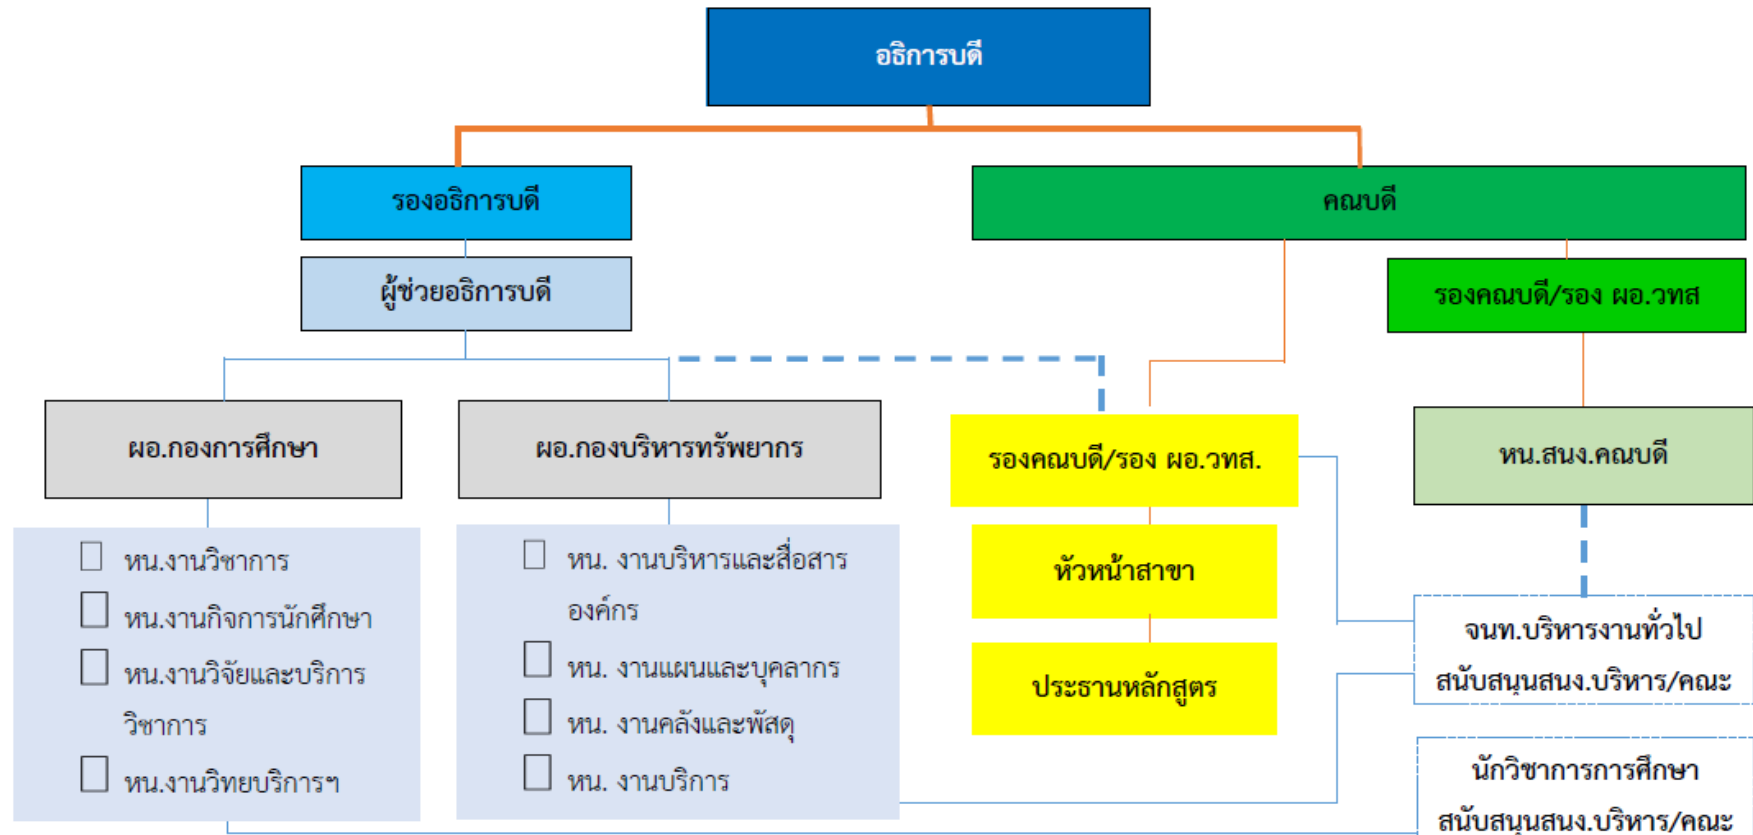 อธิการบดี
รองอธิการบดี
คณบดี
ผู้ช่วยอธิการบดี
รองคณบดี/รอง ผอ.วทส
ผอ.กองการศึกษา
ผอ.กองบริหารทรัพยากร
รองคณบดี/รอง ผอ.วทส.
หน.สนง.คณบดี
หน.งานวิชาการ
หน.งานกิจการนักศึกษา
หน.งานวิจัยและบริการ
วิชาการ
หน.งานวิทยบริการฯ
หน. งานบริหารและสื่อสาร
องค์กร
หน. งานแผนและบุคลากร
หน. งานคลังและพัสดุ
หน. งานบริการ
หัวหน้าสาขา
ประธานหลักสูตร
จนท.บริหารงานทั่วไป
สนับสนุนสนง.บริหาร/คณะ
นักวิชาการการศึกษา
สนับสนุนสนง.บริหาร/คณะ